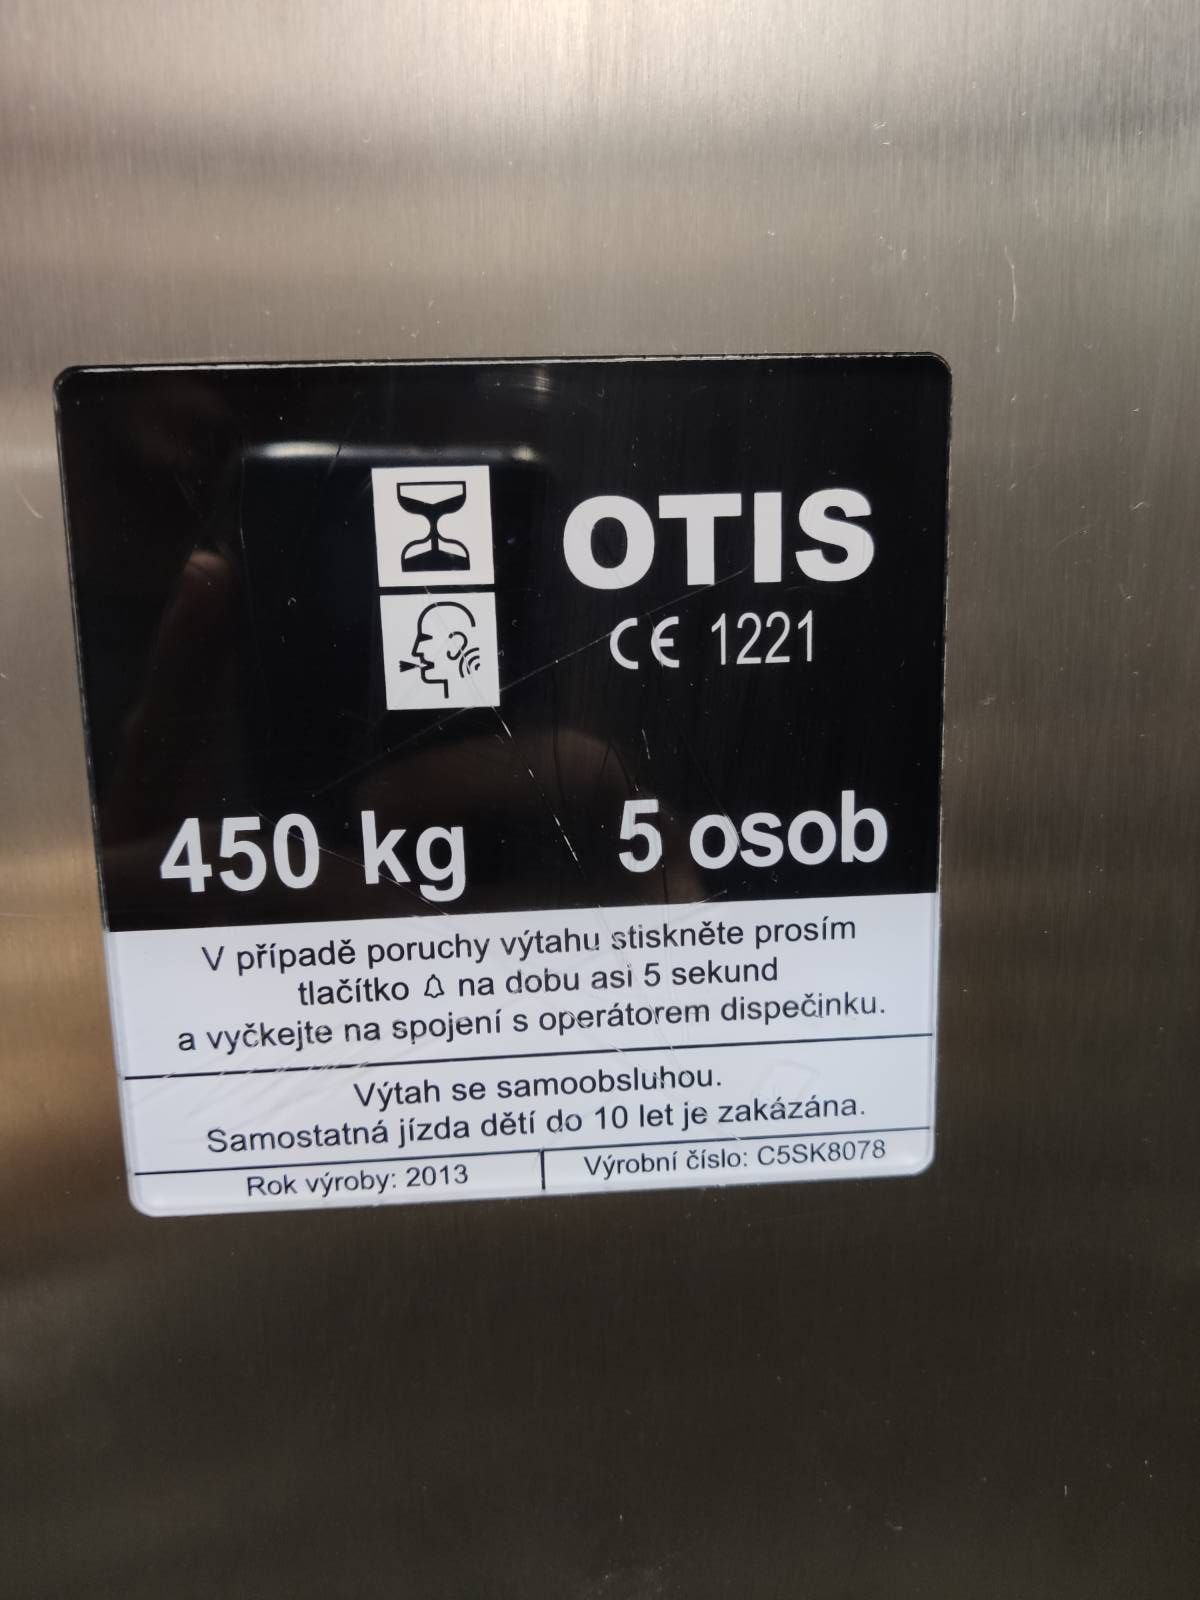 OTIS
CE 1221
450 kg 5 osob
V případě poruchy výtahu stiskněte prosím
tlačítko na dobu asi 5 sekund
a vyčkejte na spojení s operátorem dispečinku.
Výtah se samoobsluhou.
Samostatná jízda dětí do 10 let je zakázána.
Rok výroby: 2013 Výrobní číslo: C5SK8078